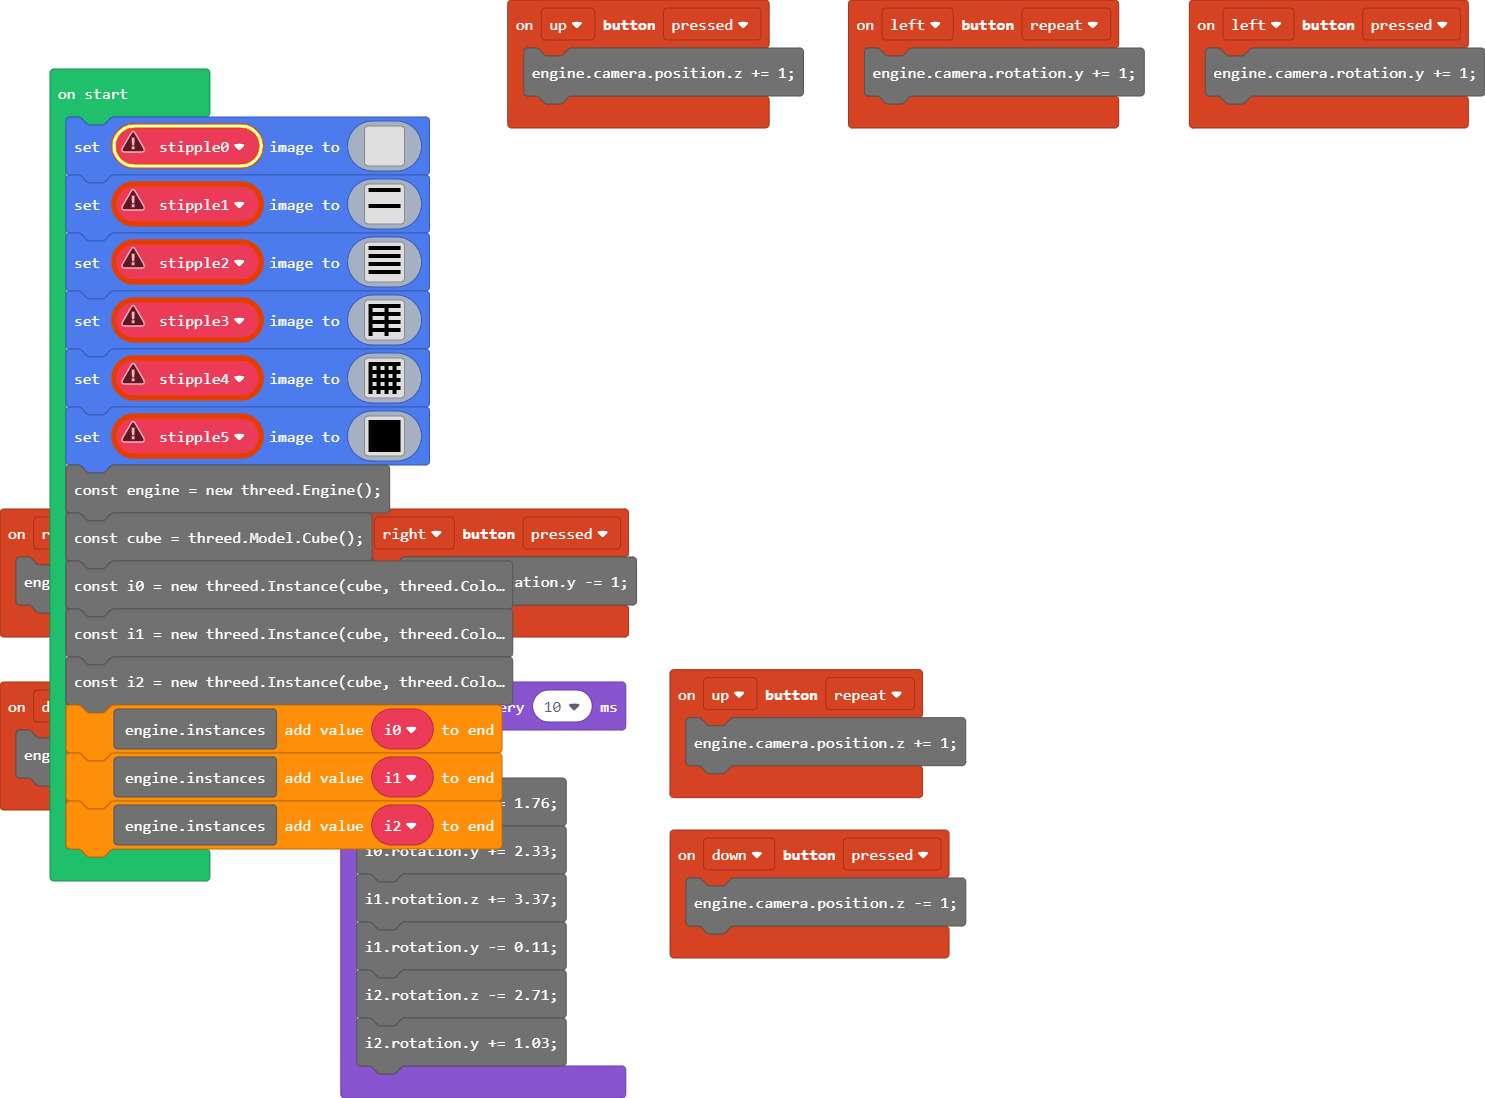 on up button pressed
engine.camera.position.z += 1;
on left button repeat
engine.camera.rotation.y += 1;
on left button pressed
engine.camera.rotation.y += 1;
on start
set stipple0 image to
set stipple1 image to
set stipple2 image to
set stipple3 image to
set stipple4 image to
set stipple5 image to
const engine = new threed.Engine();
const cube = threed.Model.Cube();
const i0 = new threed.Instance(cube, threed.Colo…
const i1 = new threed.Instance(cube, threed.Colo…
const i2 = new threed.Instance(cube, threed.Colo…
engine.instances add value i0 to end
engine.instances add value i1 to end
engine.instances add value i2 to end
on r
eng
right button pressed
ation.y -= 1;
on d
eng
ery 10 ms
= 1.76;
i0.rotation.y += 2.33;
i1.rotation.z += 3.37;
i1.rotation.y -= 0.11;
i2.rotation.z -= 2.71;
i2.rotation.y += 1.03;
on up button repeat
engine.camera.position.z += 1;
on down button pressed
engine.camera.position.z -= 1;